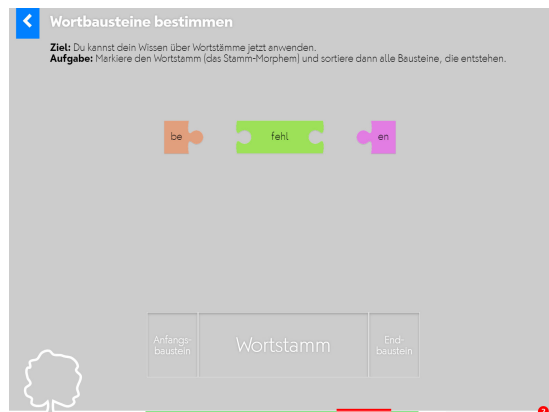 Wortbausteine bestimmen
Ziel: Du kannst dein Wissen über Wortstämme jetzt anwenden.
Aufgabe: Markiere den Wortstamm (das Stamm-Morphem) und sortiere dann alle Bausteine, die entstehen.
be fehl en
Anfangs-
baustein
Wortstamm
End-
baustein